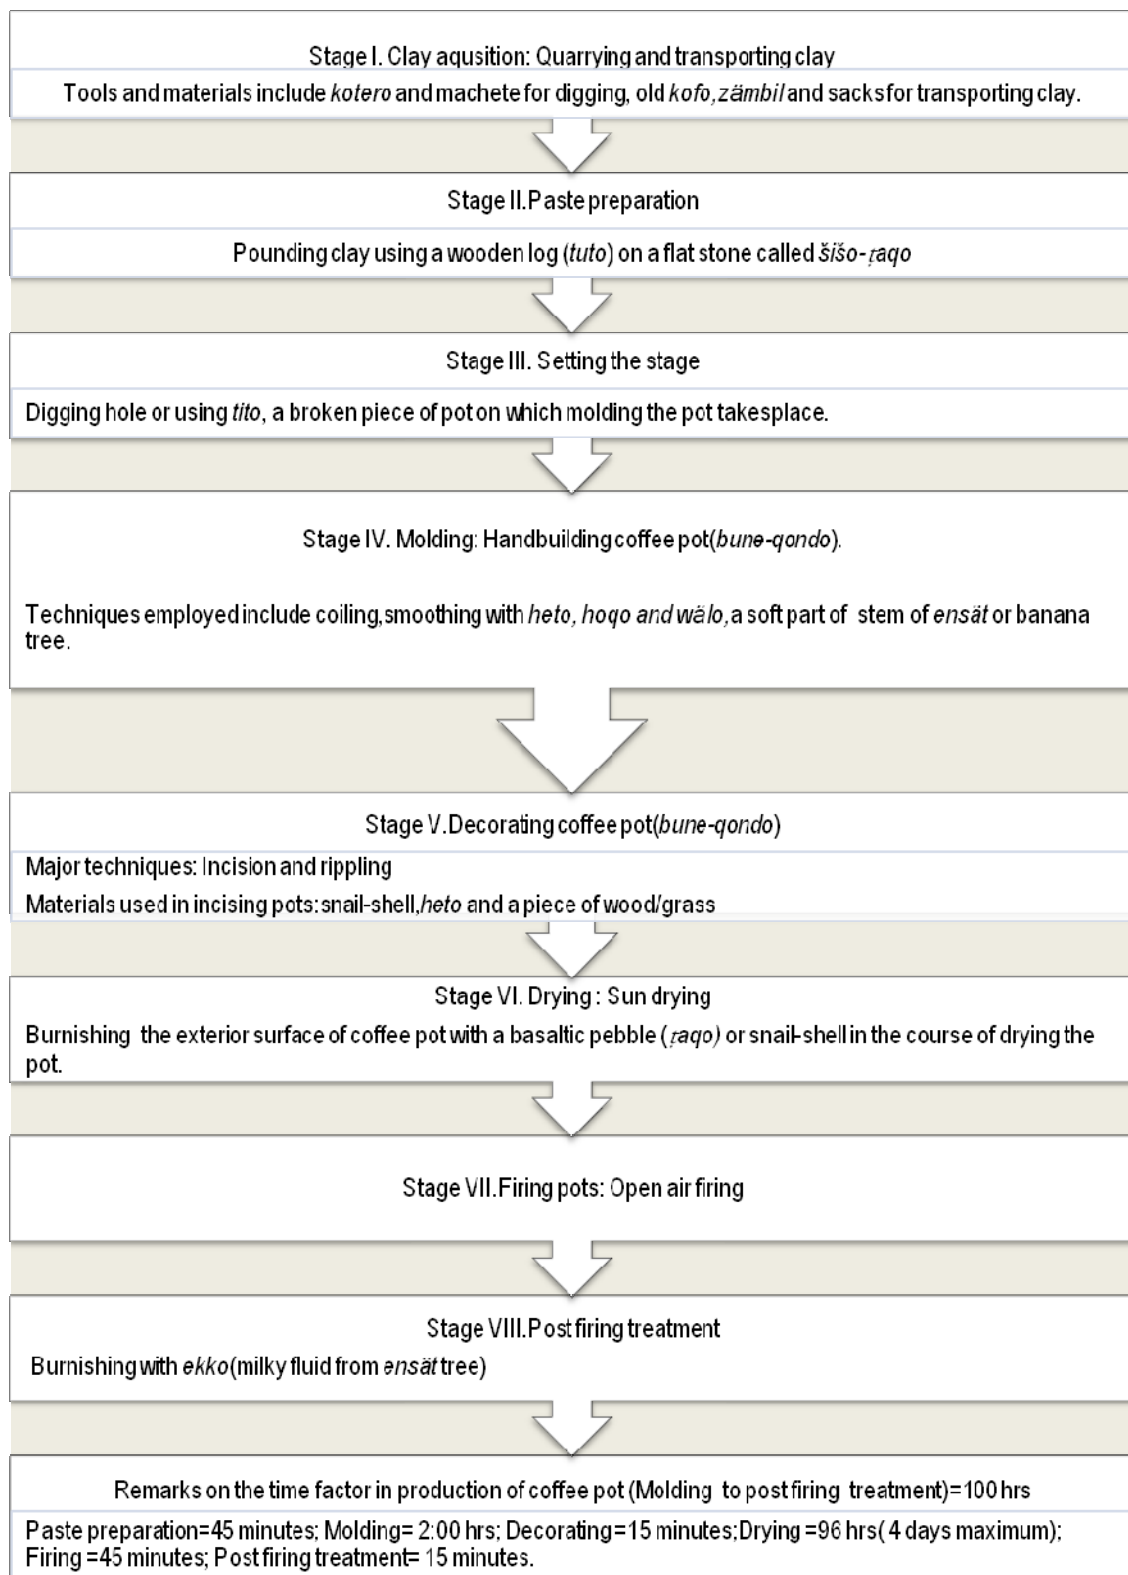 Stage I. Clay aqusition: Quarrying and transporting clay
Tools and materials include kotero and machete for digging, old kofo, zämbil and sacks for transporting clay.
Stage II. Paste preparation
Pounding clay using a wooden log (tuto) on a flat stone called šišo-ṭaqo
Stage III. Setting the stage
Digging hole or using tito, a broken piece of pot on which molding the pot takes place.
Stage IV. Molding: Handbuilding coffee pot (bune-qondo).
Techniques employed include coiling, smoothing with heto, hoqo and wälo, a soft part of stem of ensät or banana
tree.
Stage V. Decorating coffee pot (bune-qondo)
Major techniques: Incision and rippling
Materials used in incising pots: snail-shell, heto and a piece of wood/grass
Stage VI. Drying : Sun drying
Burnishing the exterior surface of coffee pot with a basaltic pebble (ṭaqo) or snail-shell in the course of drying the
pot.
Stage VII. Firing pots: Open air firing
Stage VIII. Post firing treatment
Burnishing with ekko (milky fluid from ensät tree)
Remarks on the time factor in production of coffee pot (Molding to post firing treatment)=100 hrs
Paste preparation=45 minutes; Molding= 2:00 hrs; Decorating=15 minutes; Drying =96 hrs( 4 days maximum);
Firing =45 minutes; Post firing treatment= 15 minutes.